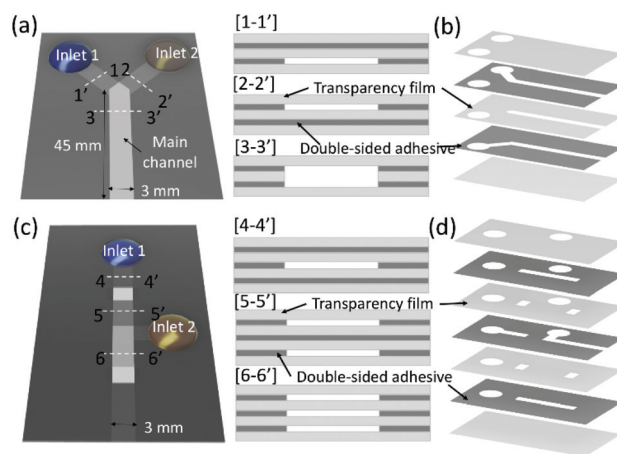 (a)
Inlet 1
Inlet 2
1 2
1’
2’
3
3’
45 mm
Main
channel
3 mm
[1-1’]
[2-2’]
Transparency film
Double-sided adhesive
[3-3’]
(b)
(c)
Inlet 1
4
4’
5
5’
Inlet 2
6
6’
3 mm
[4-4’]
[5-5’]
Transparency film
Double-sided adhesive
[6-6’]
(d)